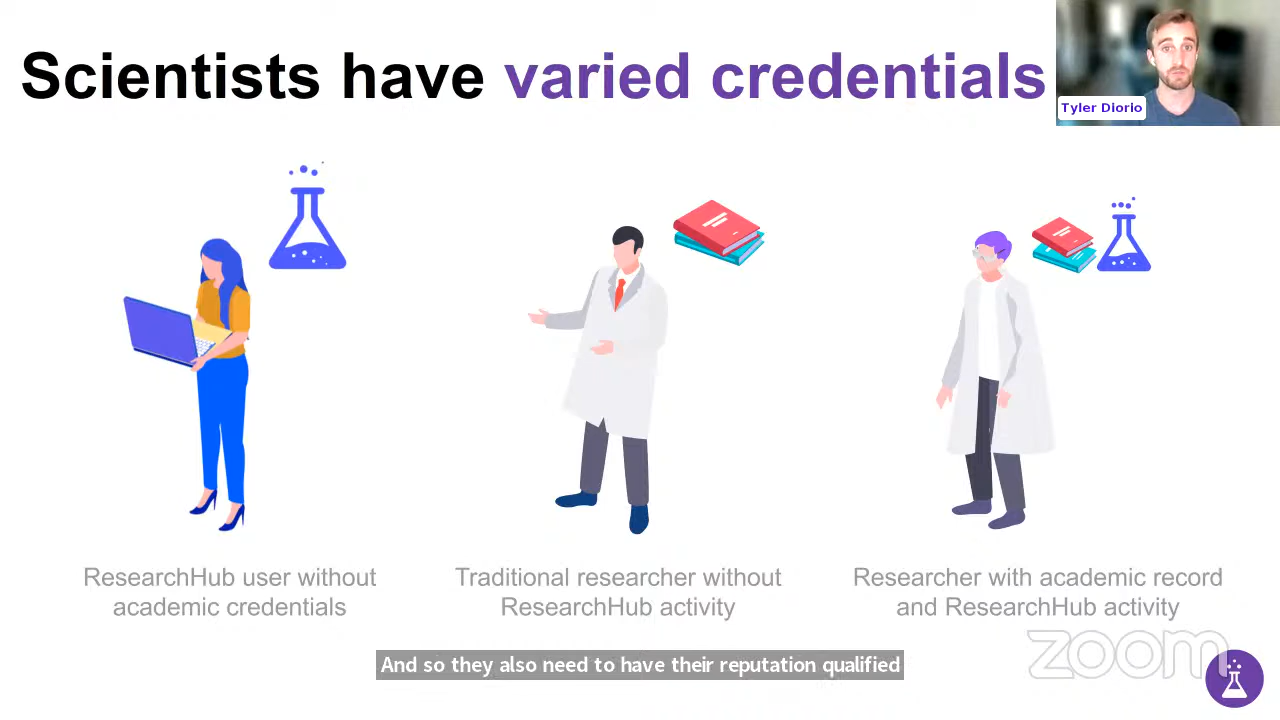 Scientists have varied credentials
Tyler Diorio
ResearchHub user without
academic credentials
Traditional researcher without
ResearchHub activity
Researcher with academic record
and ResearchHub activity
And so they also need to have their reputation qualified
zoom